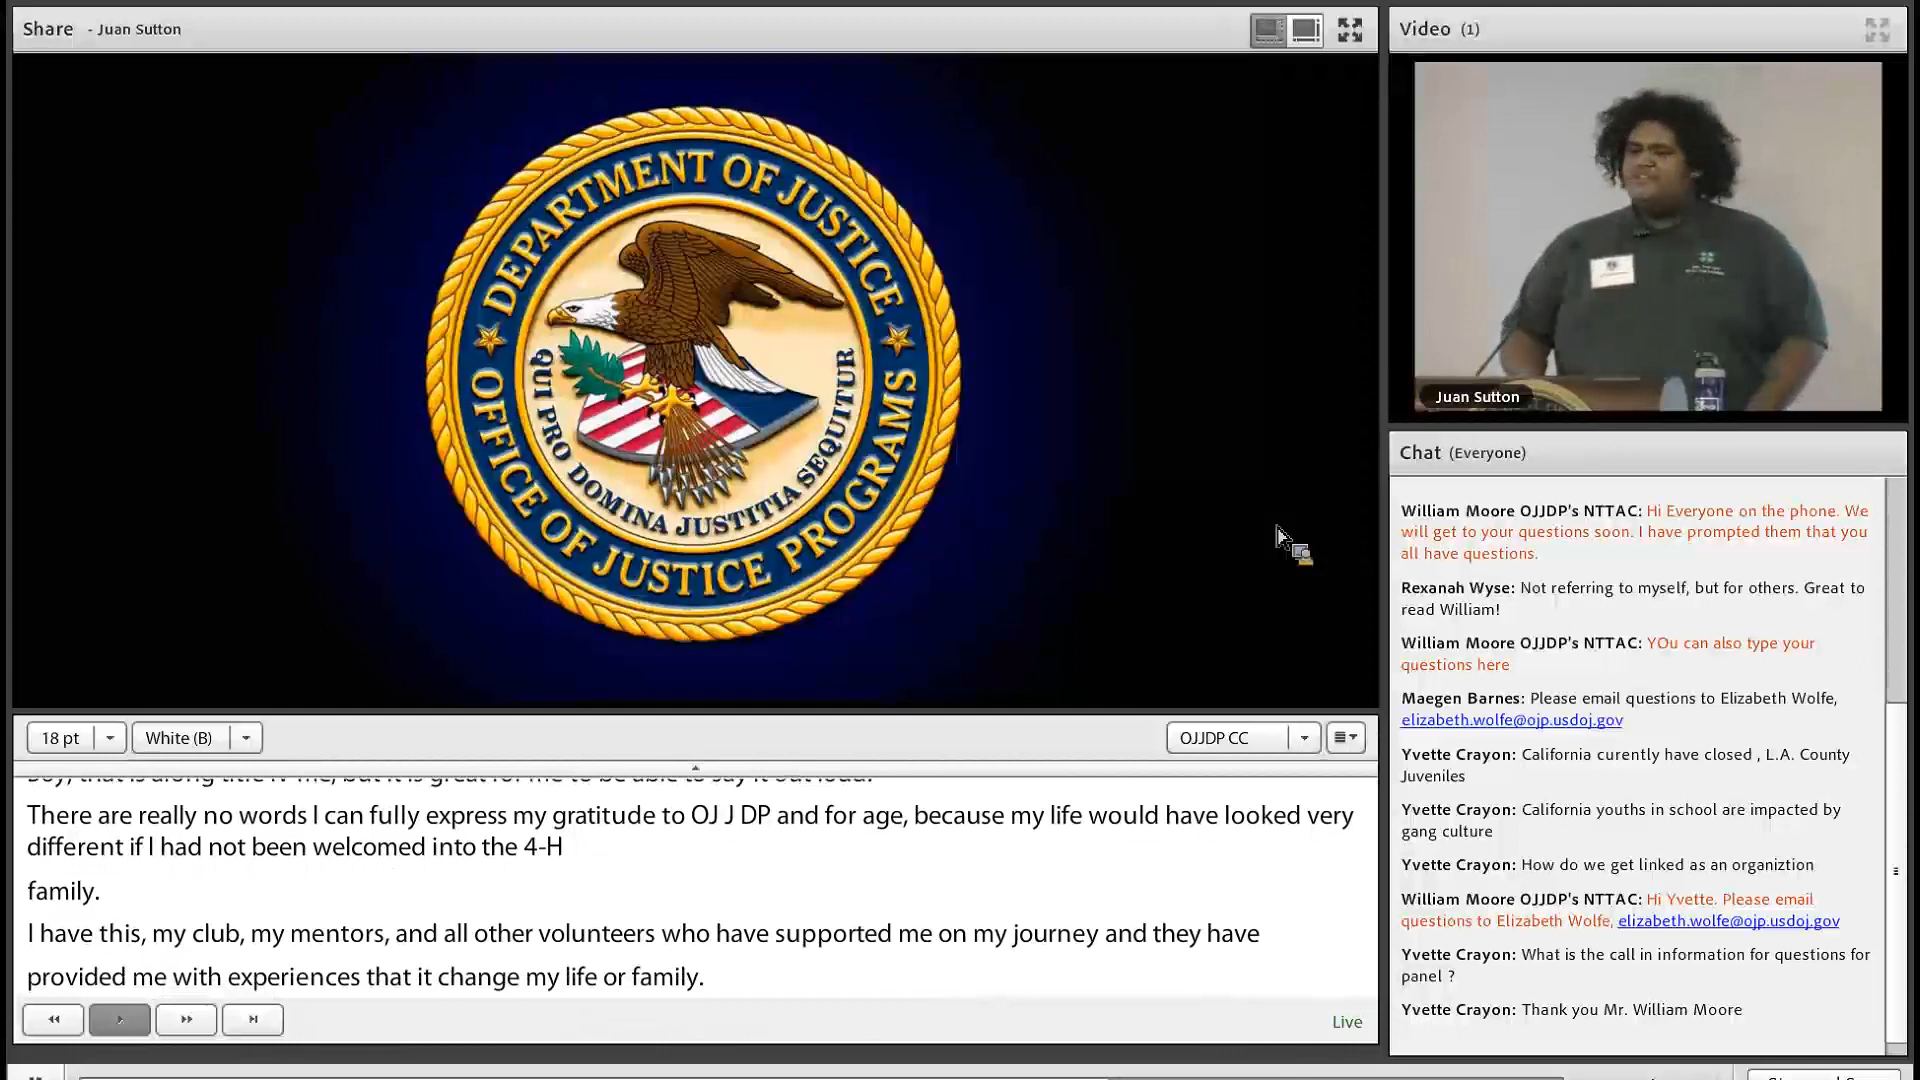 Share - Juan Sutton
DEPARTMENT OF JUSTICE
OFFICE OF JUSTICE PROGRAMS
QUI PRO DOMINA JUSTITIA SEQUITUR
18 pt
White (B)
OJJDP CC
There are really no words I can fully express my gratitude to OJ J DP and for age, because my life would have looked very
different if I had not been welcomed into the 4-H
family.
I have this, my club, my mentors, and all other volunteers who have supported me on my journey and they have
provided me with experiences that it change my life or family.
Live
Video (1)
Juan Sutton
Chat (Everyone)
William Moore OJJDP's NTTAC: Hi Everyone on the phone. We
will get to your questions soon. I have prompted them that you
all have questions.
Rexanah Wyse: Not referring to myself, but for others. Great to
read William!
William Moore OJJDP's NTTAC: YOu can also type your
questions here
Maegen Barnes: Please email questions to Elizabeth Wolfe,
elizabeth.wolfe@ojp.usdoj.gov
Yvette Crayon: California curently have closed , L.A. County
Juveniles
Yvette Crayon: California youths in school are impacted by
gang culture
Yvette Crayon: How do we get linked as an organiztion
William Moore OJJDP's NTTAC: Hi Yvette. Please email
questions to Elizabeth Wolfe, elizabeth.wolfe@ojp.usdoj.gov
Yvette Crayon: What is the call in information for questions for
panel ?
Yvette Crayon: Thank you Mr. William Moore